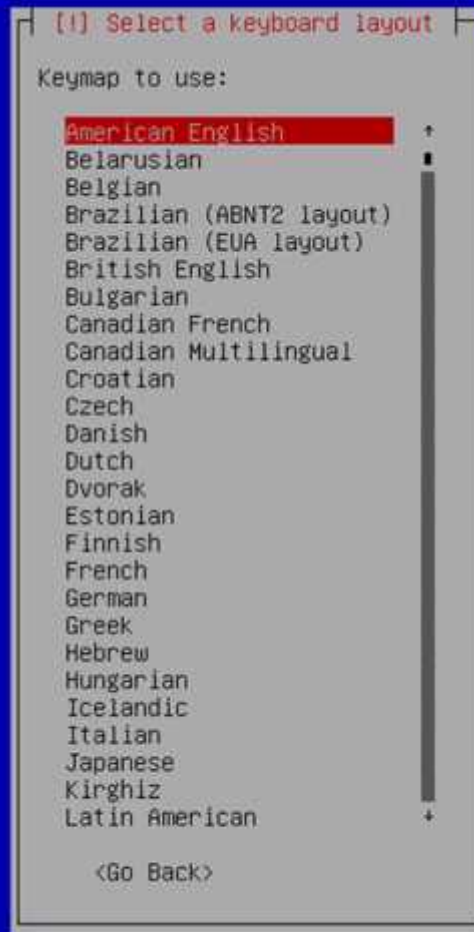 [!] Select a keyboard layout
Keymap to use:
American English
Belarusian
Belgian
Brazilian (ABNT2 layout)
Brazilian (EUA layout)
British English
Bulgarian
Canadian French
Canadian Multilingual
Croatian
Czech
Danish
Dutch
Dvorak
Estonian
Finnish
French
German
Greek
Hebrew
Hungarian
Icelandic
Italian
Japanese
Kirghiz
Latin American
<Go Back>